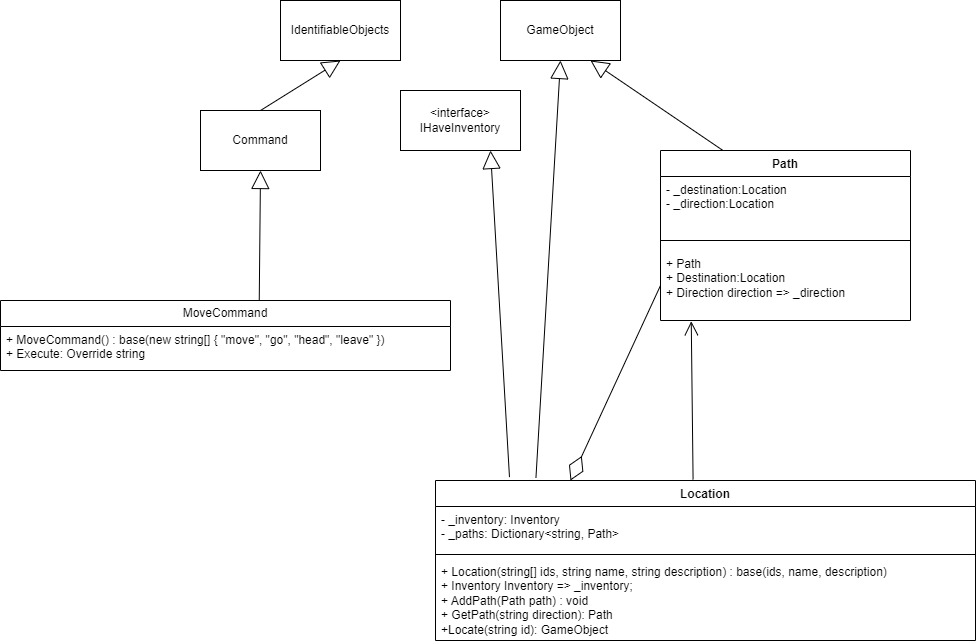 IdentifiableObjects
GameObject
<interface>
IHaveInventory
Command
Path
- _destination:Location
- _direction:Location
+ Path
+ Destination:Location
+ Direction direction => _direction
MoveCommand
+ MoveCommand() : base(new string[] { "move", "go", "head", "leave" })
+ Execute: Override string
Location
- _inventory: Inventory
- _paths: Dictionary<string, Path>
+ Location(string[] ids, string name, string description) : base(ids, name, description)
+ Inventory Inventory => _inventory;
+ AddPath(Path path) : void
+ GetPath(string direction): Path
+Locate(string id): GameObject